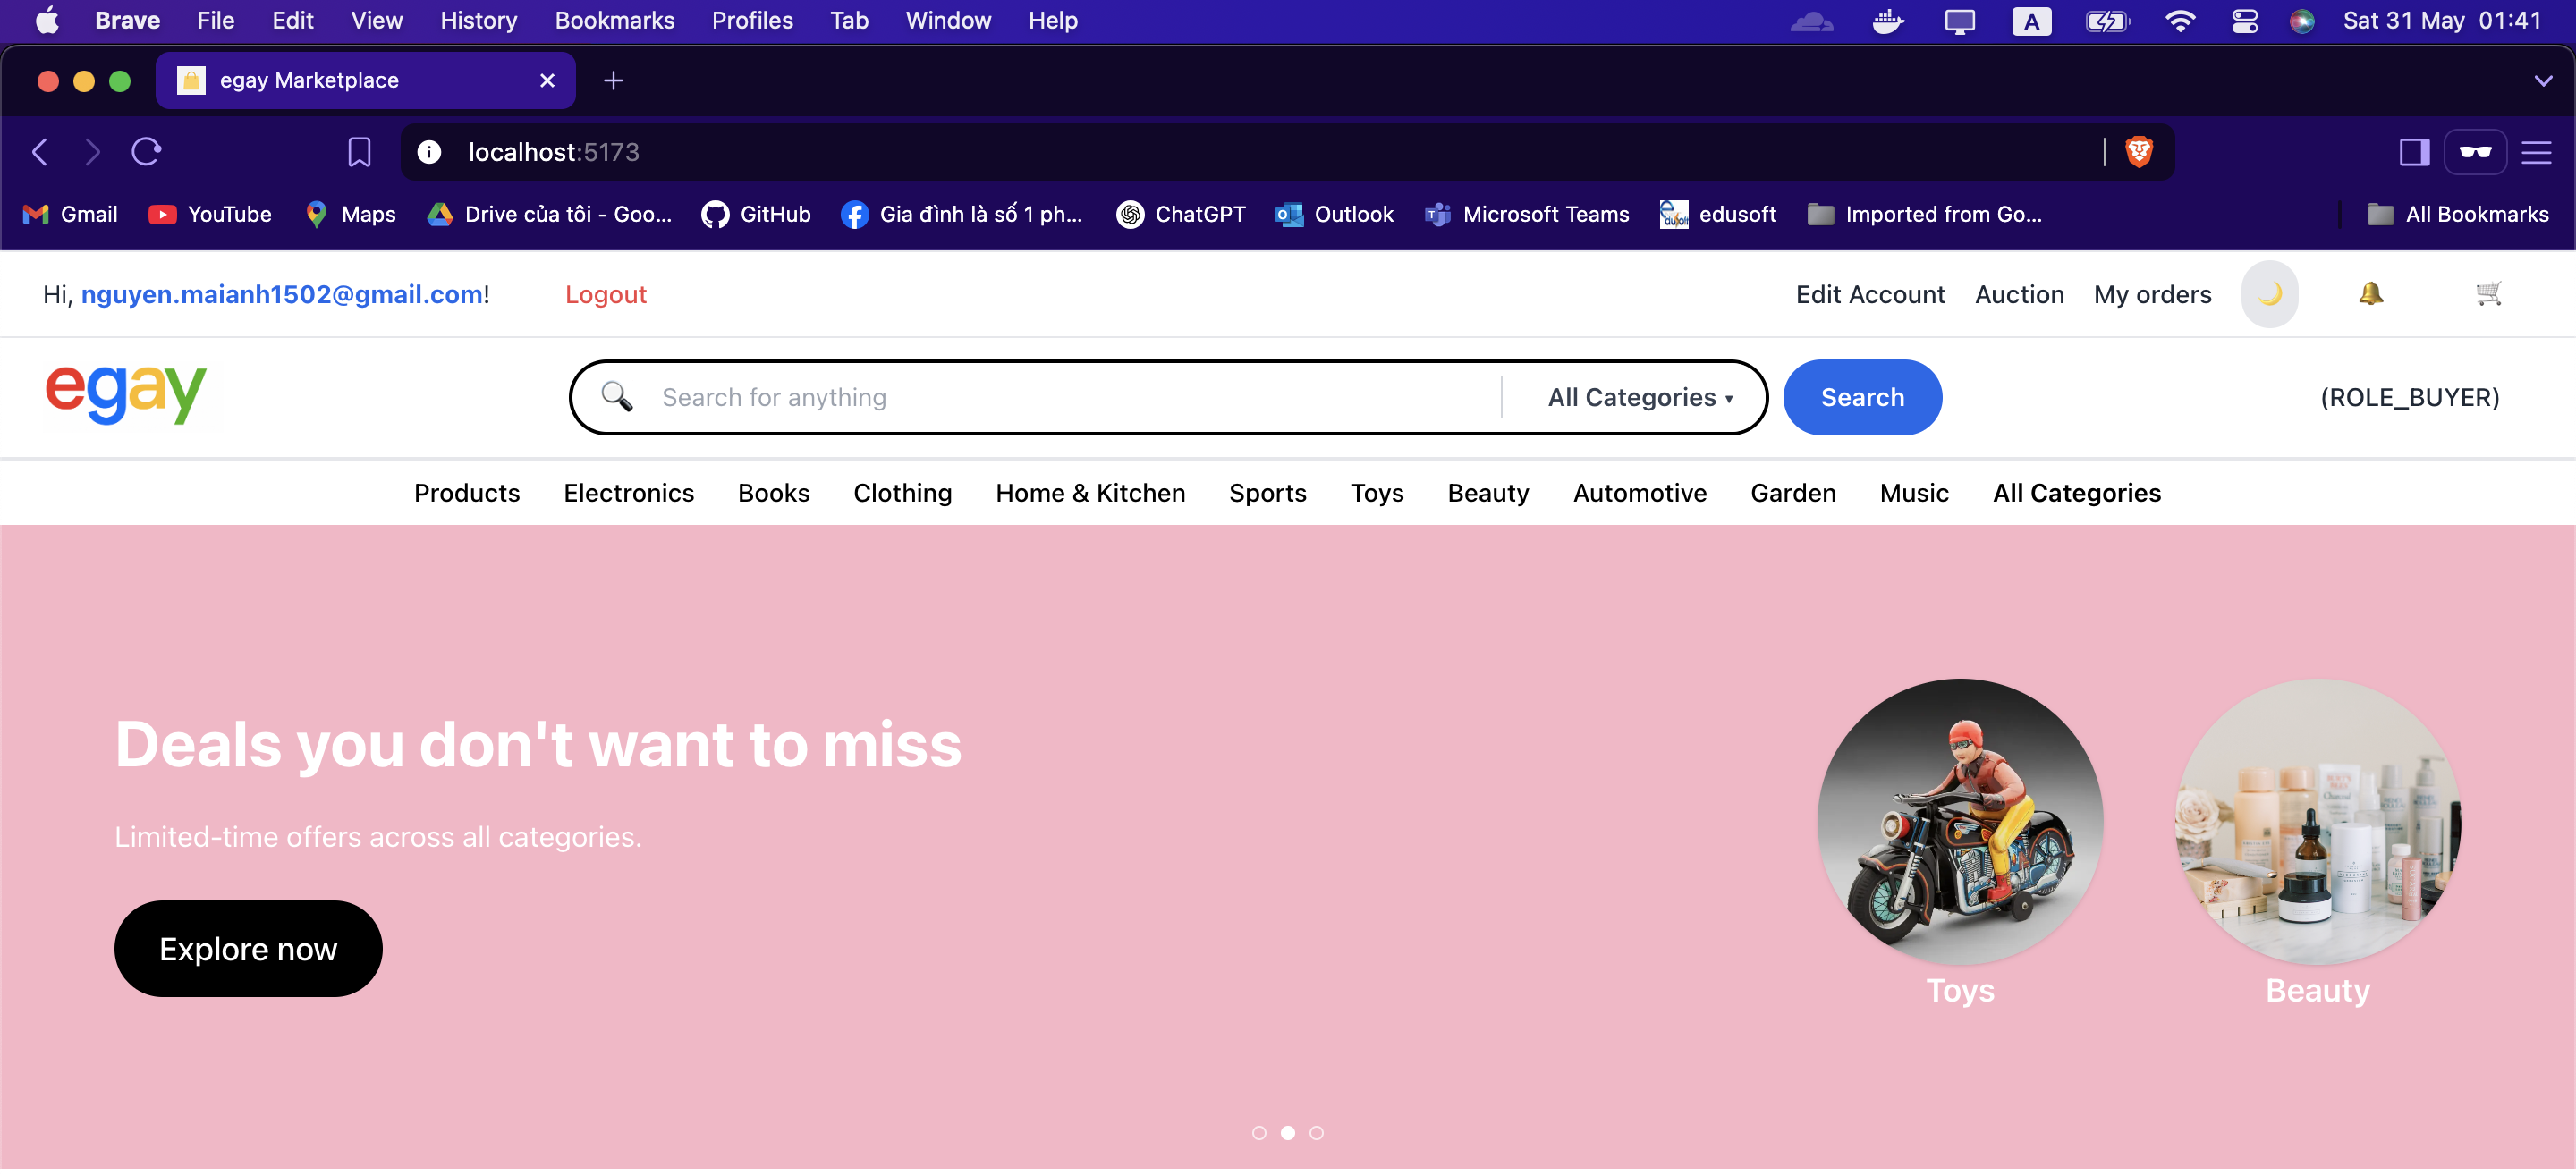 Brave File Edit View History Bookmarks Profiles Tab Window Help A Sat 31 May 01:41
egay Marketplace
localhost:5173
Gmail YouTube Maps Drive của tôi - Goo... GitHub Gia đình là số 1 ph... ChatGPT Outlook Microsoft Teams edusoft Imported from Go... All Bookmarks
Hi, nguyen.maianh1502@gmail.com! Logout Edit Account Auction My orders
egay Search for anything All Categories ▾ Search (ROLE_BUYER)
Products Electronics Books Clothing Home & Kitchen Sports Toys Beauty Automotive Garden Music All Categories
Deals you don't want to miss
Limited-time offers across all categories.
Explore now
Toys Beauty